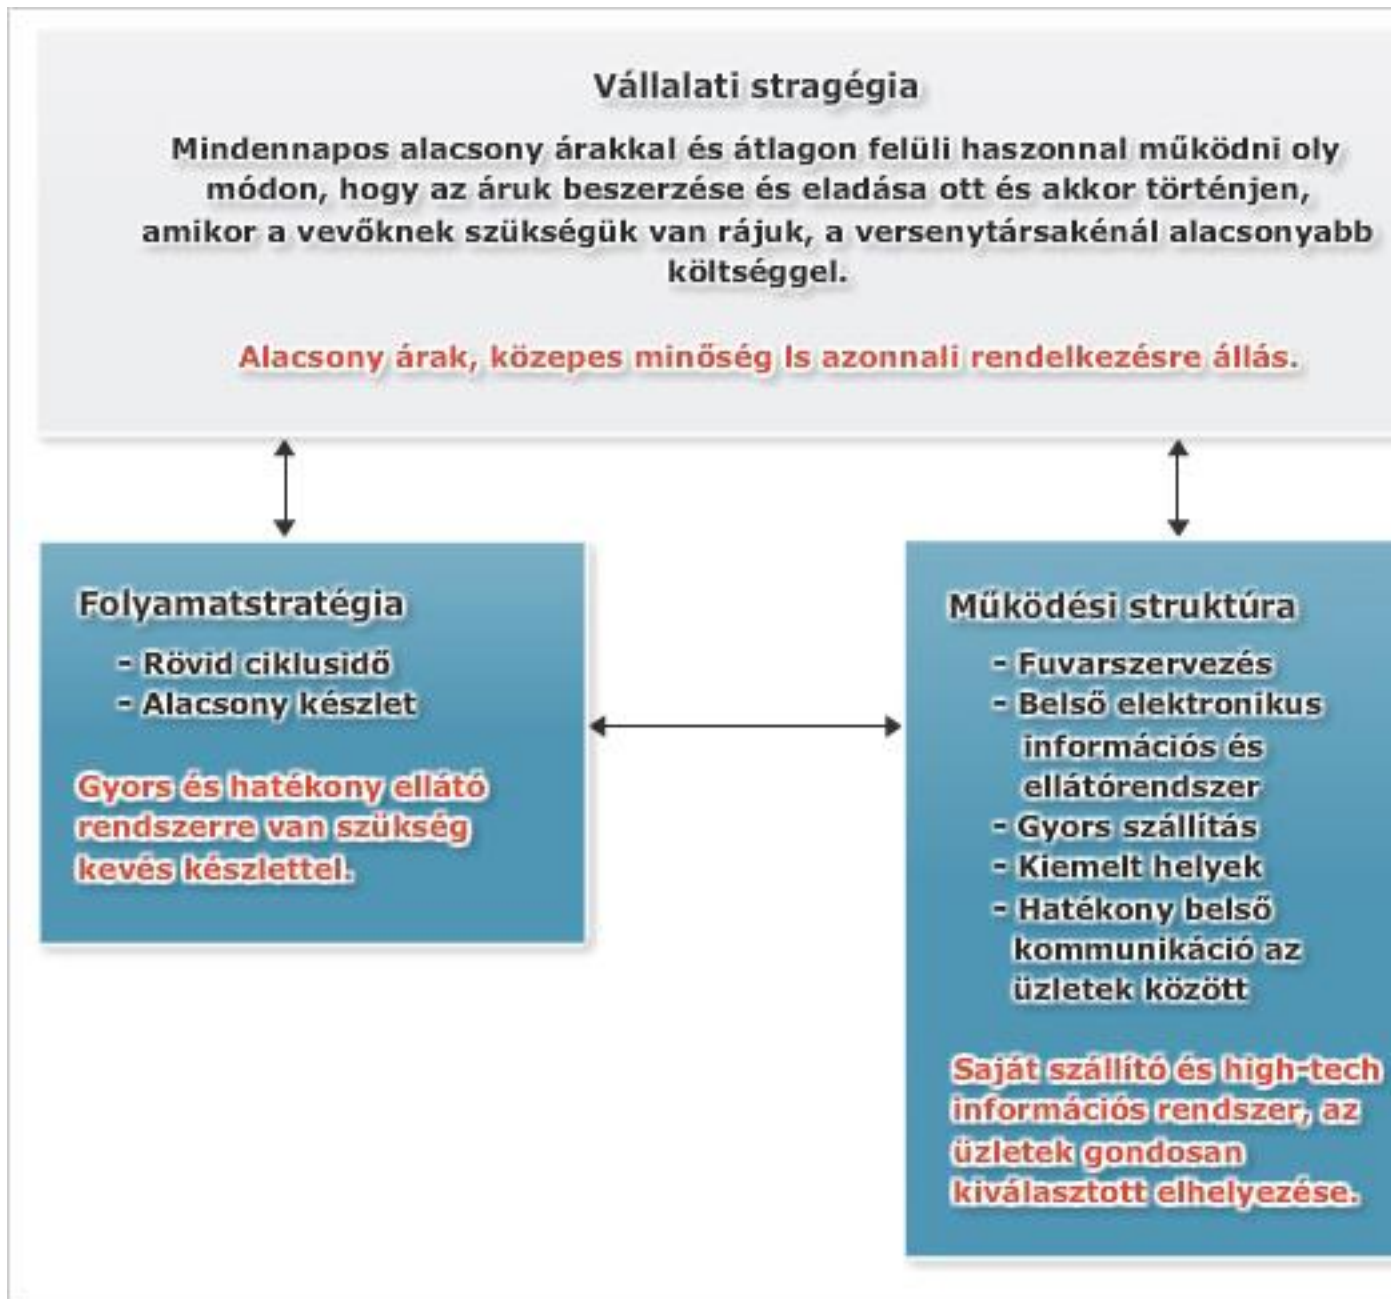 Vállalati stragégia
Mindennapos alacsony árakkal és átlagon felüli haszonnal működni oly
módon, hogy az áruk beszerzése és eladása ott és akkor történjen,
amikor a vevőknek szükségük van rájuk, a versenytársakénál alacsonyabb
költséggel.
Alacsony árak, közepes minőség ls azonnali rendelkezésre állás.
Folyamatstratégia
- Rövid ciklusidő
- Alacsony készlet
Gyors és hatékony ellátó
rendszerre van szükség
kevés készlettel.
Működési struktúra
- Fuvarszervezés
- Belső elektronikus
információs és
ellátórendszer
- Gyors szállítás
- Kiemelt helyek
- Hatékony belső
kommunikáció az
üzletek között
Saját szállító és high-tech
információs rendszer, az
üzletek gondosan
kiválasztott elhelyezése.